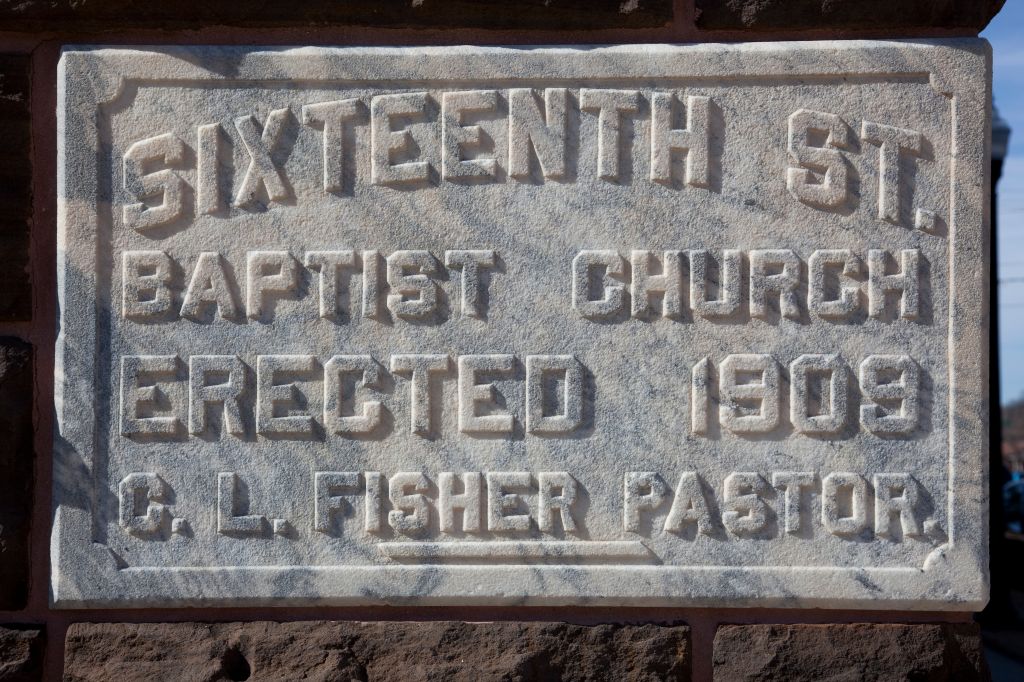 SIXTEENTH ST.
BAPTIST CHURCH
ERECTED 1909
C. L. FISHER PASTOR.